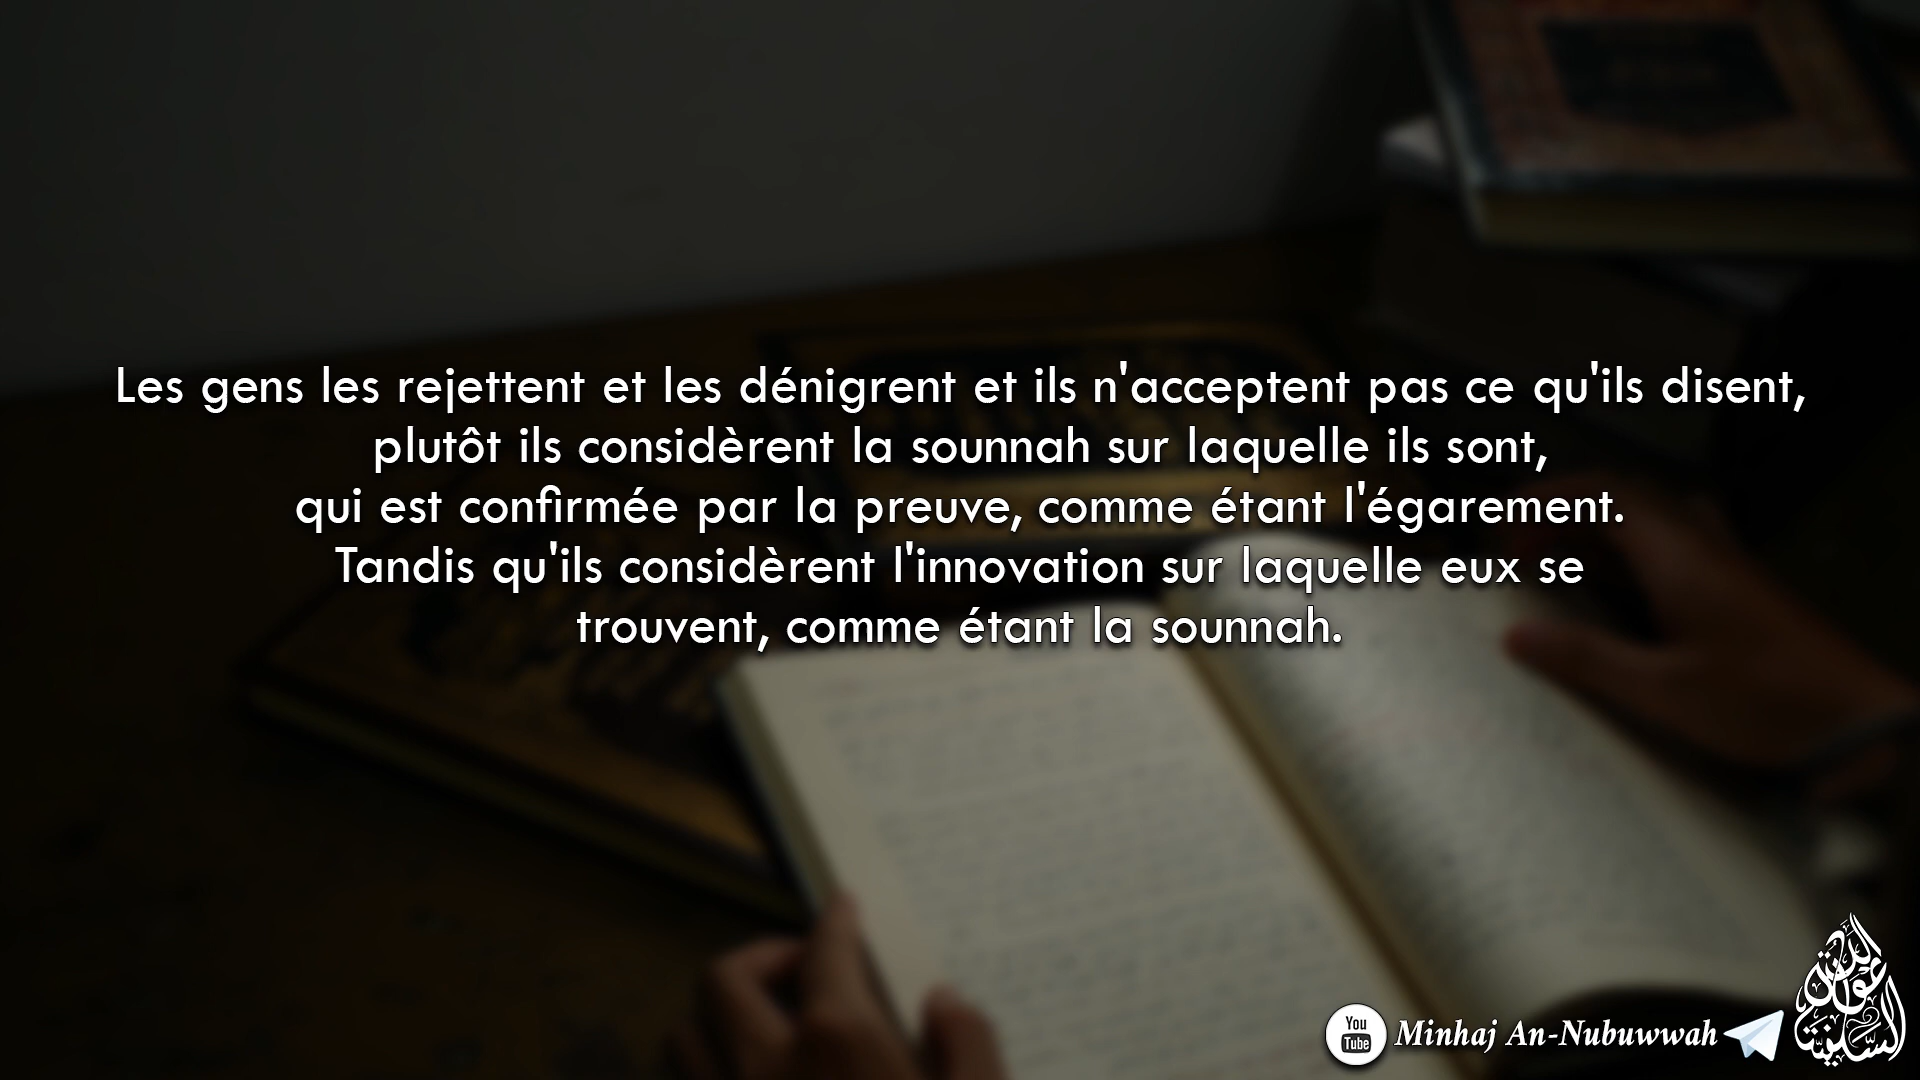 Les gens les rejettent et les dénigrent et ils n'acceptent pas ce qu'ils disent,
plutôt ils considèrent la sounnah sur laquelle ils sont,
qui est confirmée par la preuve, comme étant l'égarement.
Tandis qu'ils considèrent l'innovation sur laquelle eux se
trouvent, comme étant la sounnah.
You
Tube
Minhaj An-Nubuwwah